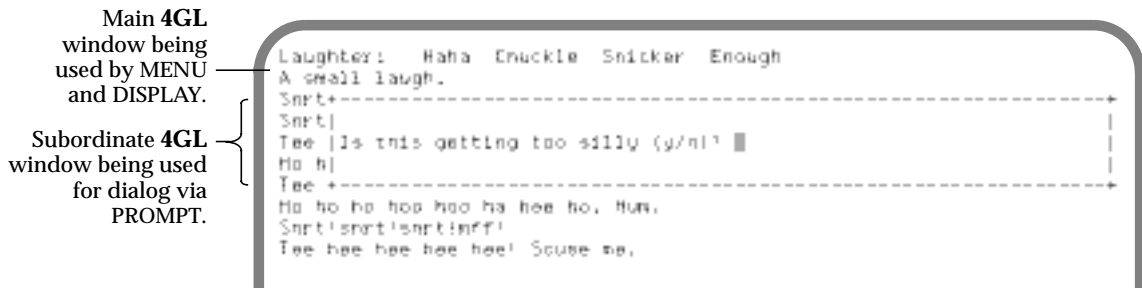 Main 4GL
window being
used by MENU
and DISPLAY.
Subordinate 4GL
window being used
for dialog via
PROMPT.
Laughter: Haha Chuckle Snicker Enough
A small laugh.
Snrt+----------------------------------------------------------------------+
Snrt| |
Tee |Is this getting too silly (y/n)? |
Ho h| |
Tee +----------------------------------------------------------------------+
Ho ho ho hoo hoo ha hee ho. Hum.
Snrt!snrt!snrt!mff!
Tee hee hee hee hee! Scuse me.